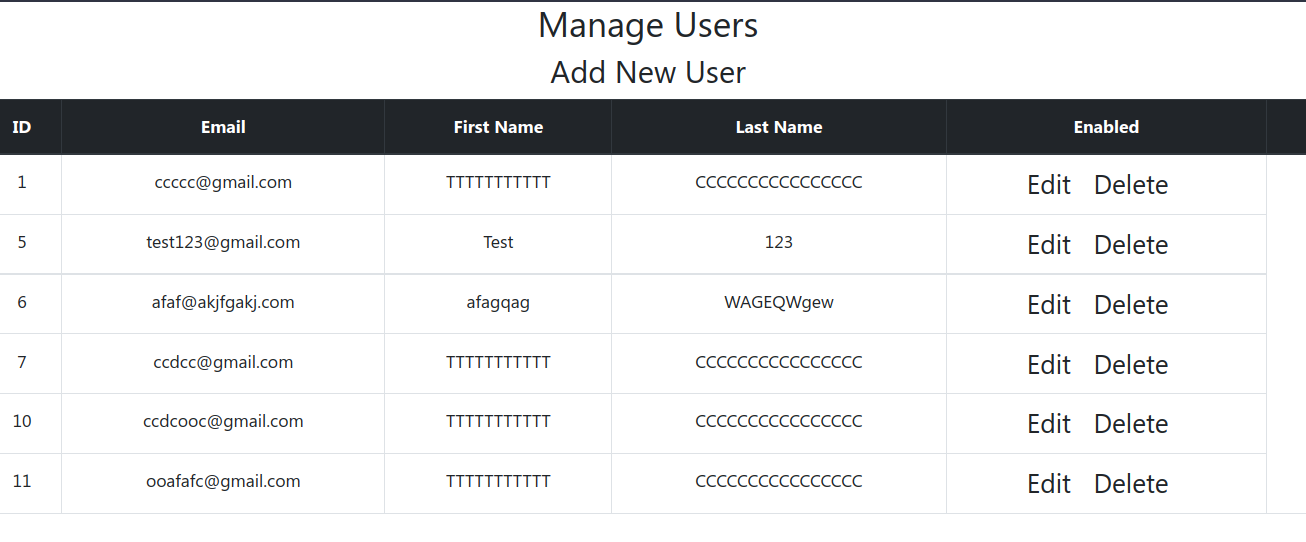 Manage Users
Add New User
ID Email First Name Last Name Enabled
1 ccccc@gmail.com TTTTTTTTTTT CCCCCCCCCCCCCCCC Edit Delete
5 test123@gmail.com Test 123 Edit Delete
6 afaf@akjfgakj.com afagqag WAGEQWgew Edit Delete
7 ccdcc@gmail.com TTTTTTTTTTT CCCCCCCCCCCCCCCC Edit Delete
10 ccdcooc@gmail.com TTTTTTTTTTT CCCCCCCCCCCCCCCC Edit Delete
11 ooafafc@gmail.com TTTTTTTTTTT CCCCCCCCCCCCCCCC Edit Delete